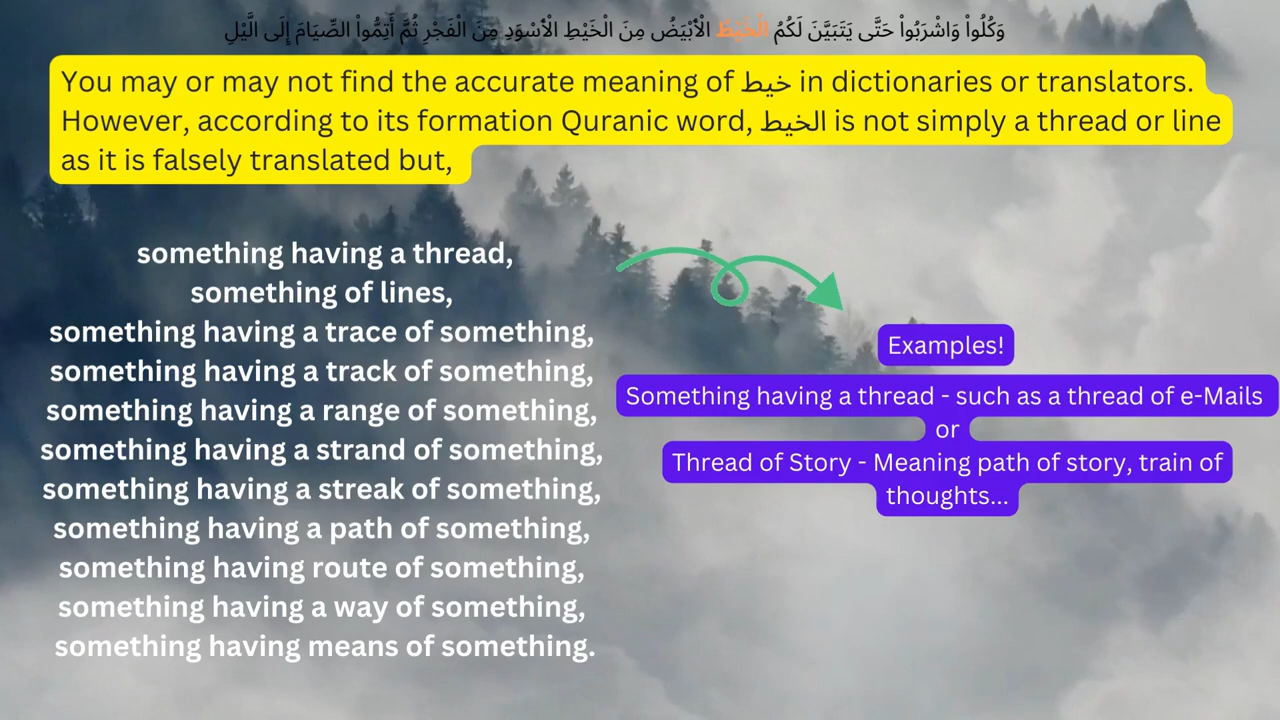 وَكُلُواْ وَاشْرَبُواْ حَتَّى يَتَبَيَّنَ لَكُمُ الْخَيْطُ الأَبْيَضُ مِنَ الْخَيْطِ الأَسْوَدِ مِنَ الْفَجْرِ ثُمَّ أَتِمُّواْ الصِّيَامَ إِلَى الَّيْلِ
You may or may not find the accurate meaning of خيط in dictionaries or translators.
However, according to its formation Quranic word, الخيط is not simply a thread or line
as it is falsely translated but,
something having a thread,
something of lines,
something having a trace of something,
something having a track of something,
something having a range of something,
something having a strand of something,
something having a streak of something,
something having a path of something,
something having route of something,
something having a way of something,
something having means of something.
Examples!
Something having a thread - such as a thread of e-Mails
or
Thread of Story - Meaning path of story, train of
thoughts...